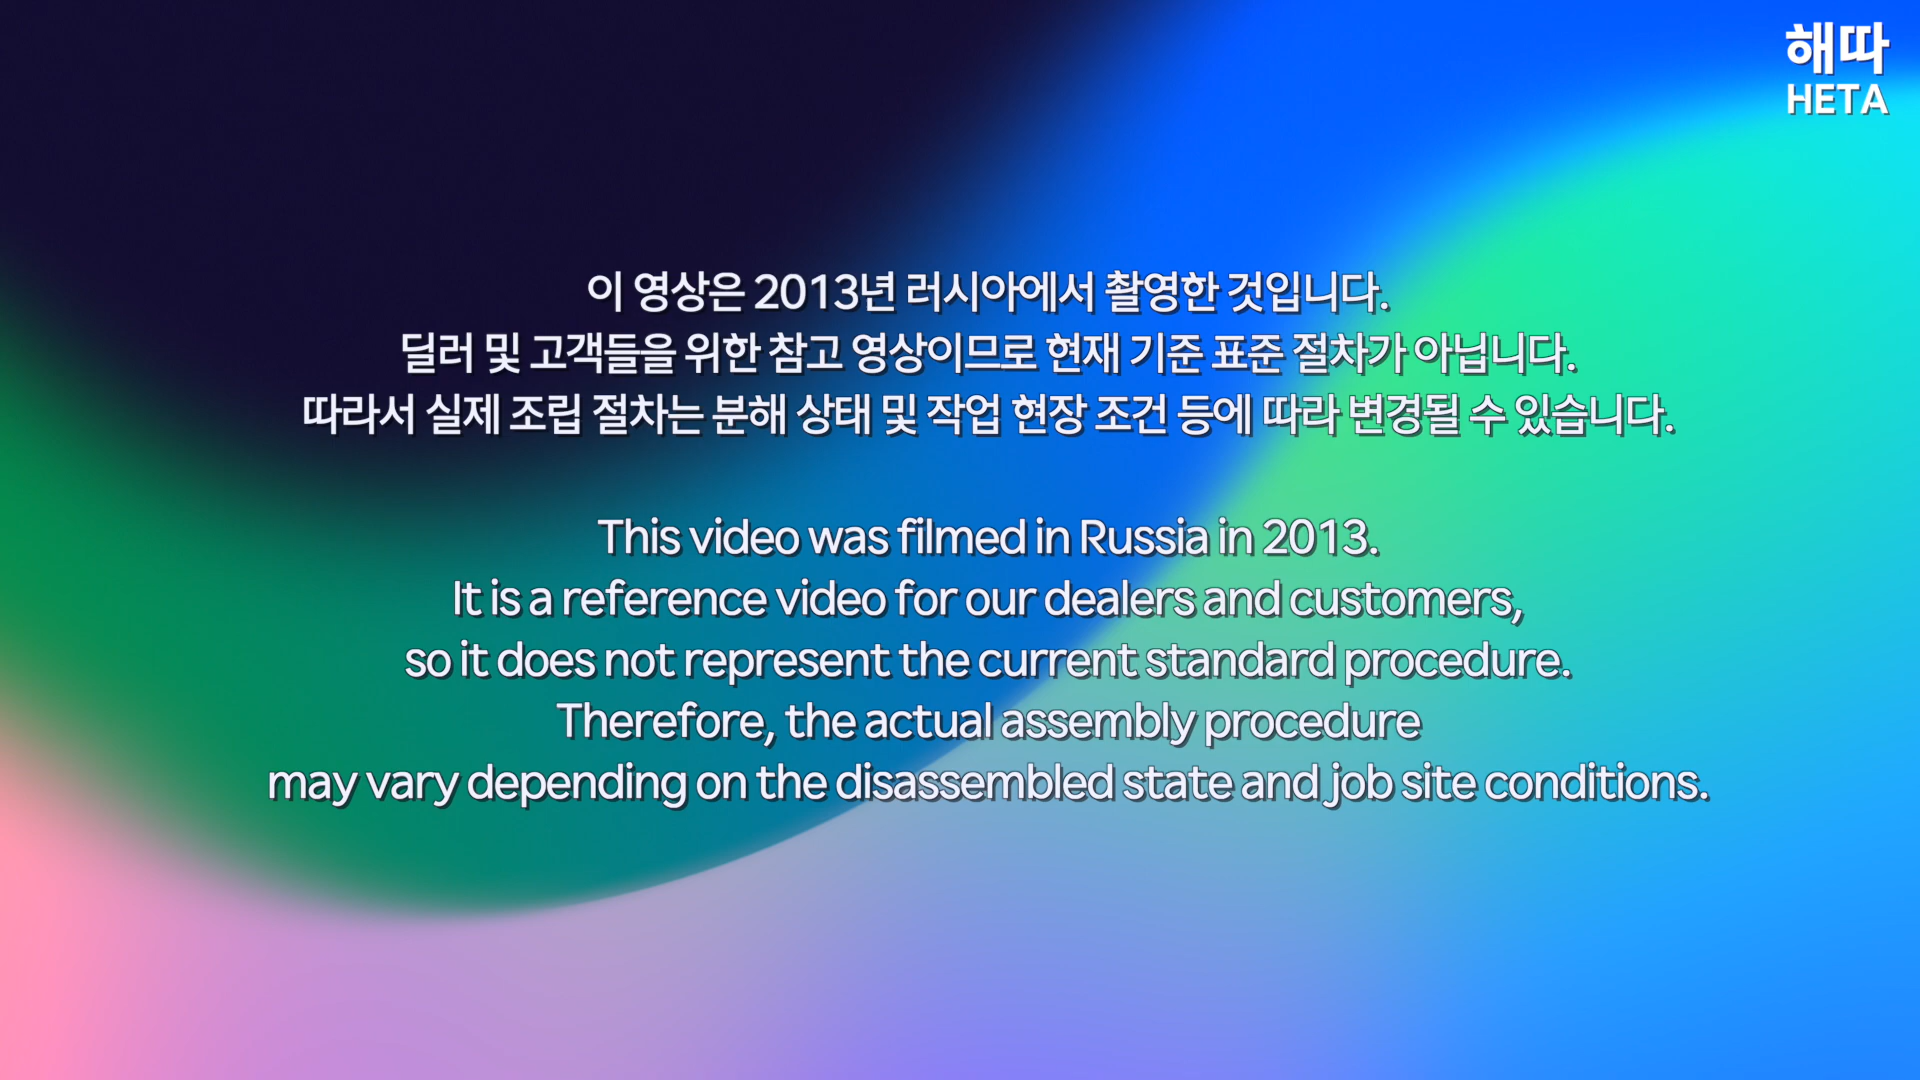 해따
HETA
이 영상은 2013년 러시아에서 촬영한 것입니다.
딜러 및 고객들을 위한 참고 영상이므로 현재 기준 표준 절차가 아닙니다.
따라서 실제 조립 절차는 분해 상태 및 작업 현장 조건 등에 따라 변경될 수 있습니다.
This video was filmed in Russia in 2013.
It is a reference video for our dealers and customers,
so it does not represent the current standard procedure.
Therefore, the actual assembly procedure
may vary depending on the disassembled state and job site conditions.